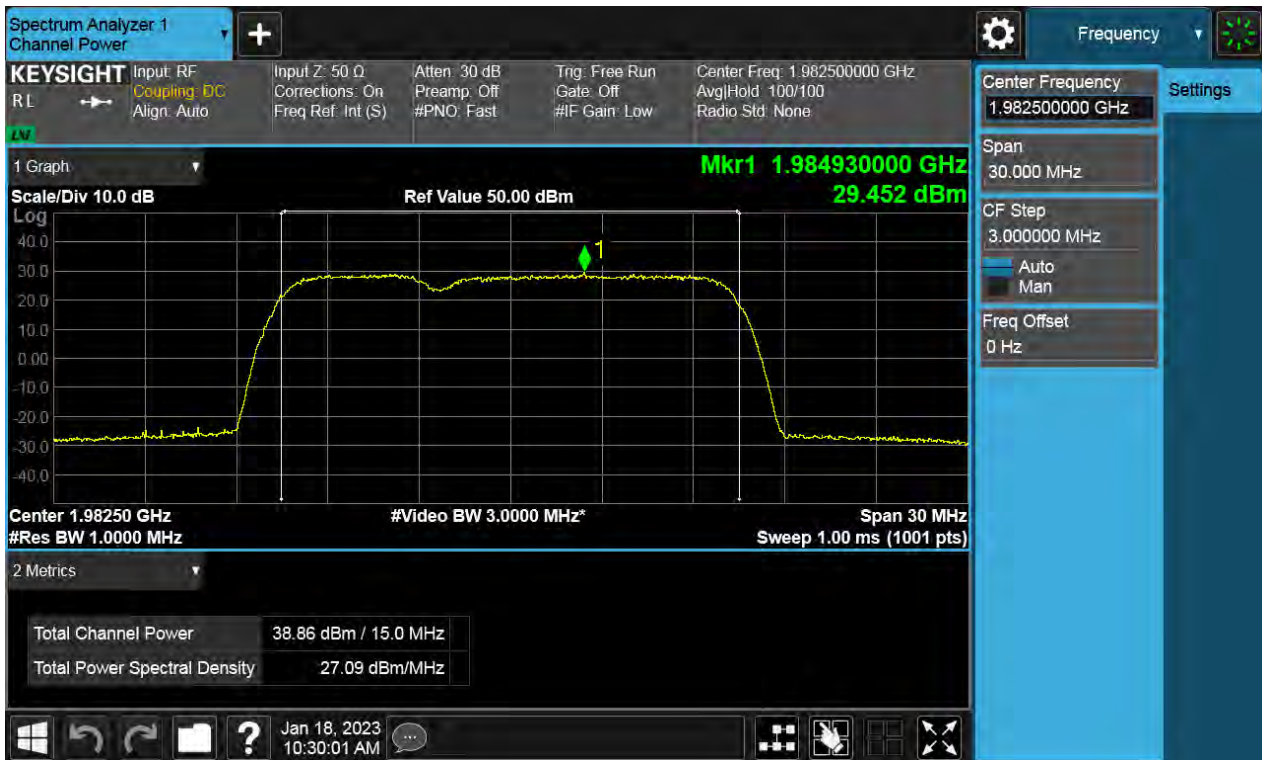 Spectrum Analyzer 1
Channel Power
Frequency
KEYSIGHT
RL
Input: RF
Coupling: DC
Align: Auto
Input Z: 50 Ω
Corrections: On
Freq Ref: Int (S)
Atten: 30 dB
Preamp: Off
#PNO: Fast
Trig: Free Run
Gate: Off
#IF Gain: Low
Center Freq: 1.982500000 GHz
Avg|Hold: 100/100
Radio Std: None
1 Graph
Mkr1 1.984930000 GHz
29.452 dBm
Scale/Div 10.0 dB
Ref Value 50.00 dBm
Log
40.0
30.0
20.0
10.0
0.00
-10.0
-20.0
-30.0
-40.0
1
Center 1.98250 GHz
#Video BW 3.0000 MHz*
Span 30 MHz
#Res BW 1.0000 MHz
Sweep 1.00 ms (1001 pts)
2 Metrics
Total Channel Power 38.86 dBm / 15.0 MHz
Total Power Spectral Density 27.09 dBm/MHz
?
Jan 18, 2023
10:30:01 AM
Center Frequency
1.982500000 GHz
Settings
Span
30.000 MHz
CF Step
3.000000 MHz
Auto
Man
Freq Offset
0 Hz